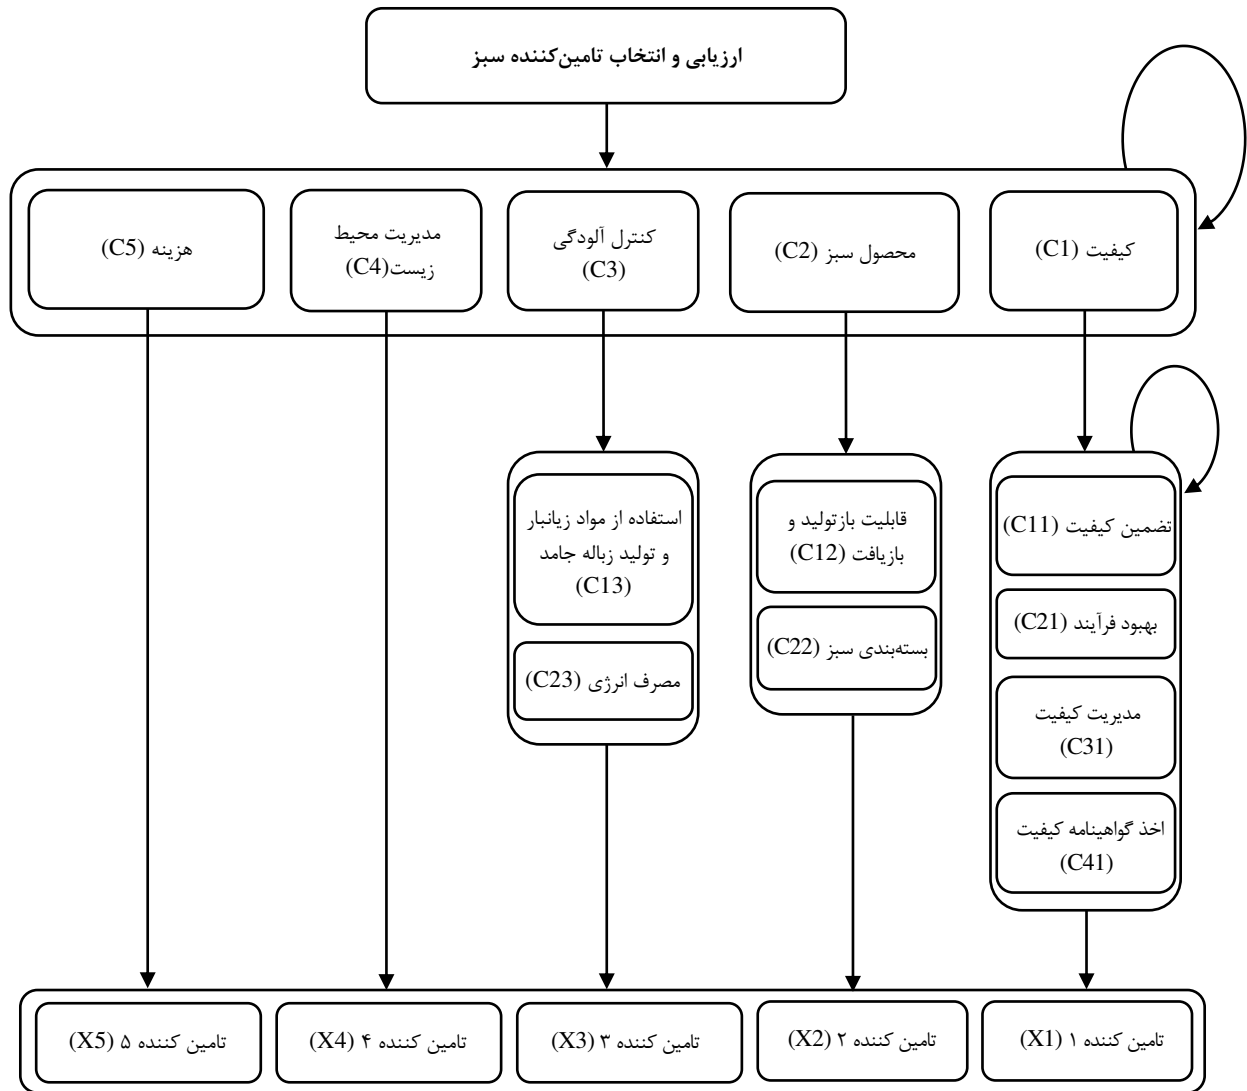 ارزیابی و انتخاب تامین‌کننده سبز
کیفیت (C1)
محصول سبز (C2)
کنترل آلودگی
(C3)
مدیریت محیط
زیست(C4)
هزینه (C5)
تضمین کیفیت (C11)
بهبود فرآیند (C21)
مدیریت کیفیت
(C31)
اخذ گواهینامه کیفیت
(C41)
قابلیت بازتولید و
بازیافت (C12)
بسته‌بندی سبز (C22)
استفاده از مواد زیانبار
و تولید زباله جامد
(C13)
مصرف انرژی (C23)
تامین کننده ۱ (X1)
تامین کننده ۲ (X2)
تامین کننده ۳ (X3)
تامین کننده ۴ (X4)
تامین کننده ۵ (X5)